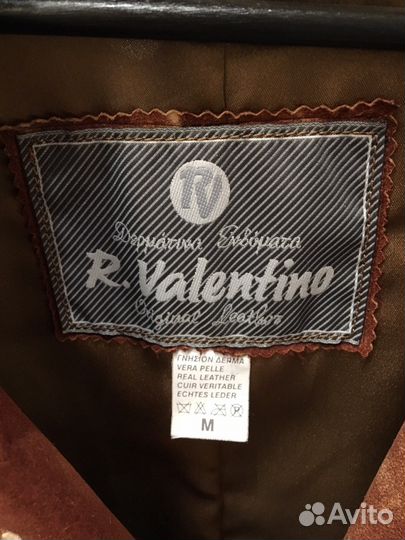 RV
Δερμάτινα Ενδύματα
R. Valentino
Original Leather
ΓΝΗΣΙΟΝ ΔΕΡΜΑ
VERA PELLE
REAL LEATHER
CUIR VERITABLE
ECHTES LEDER
M
Avito